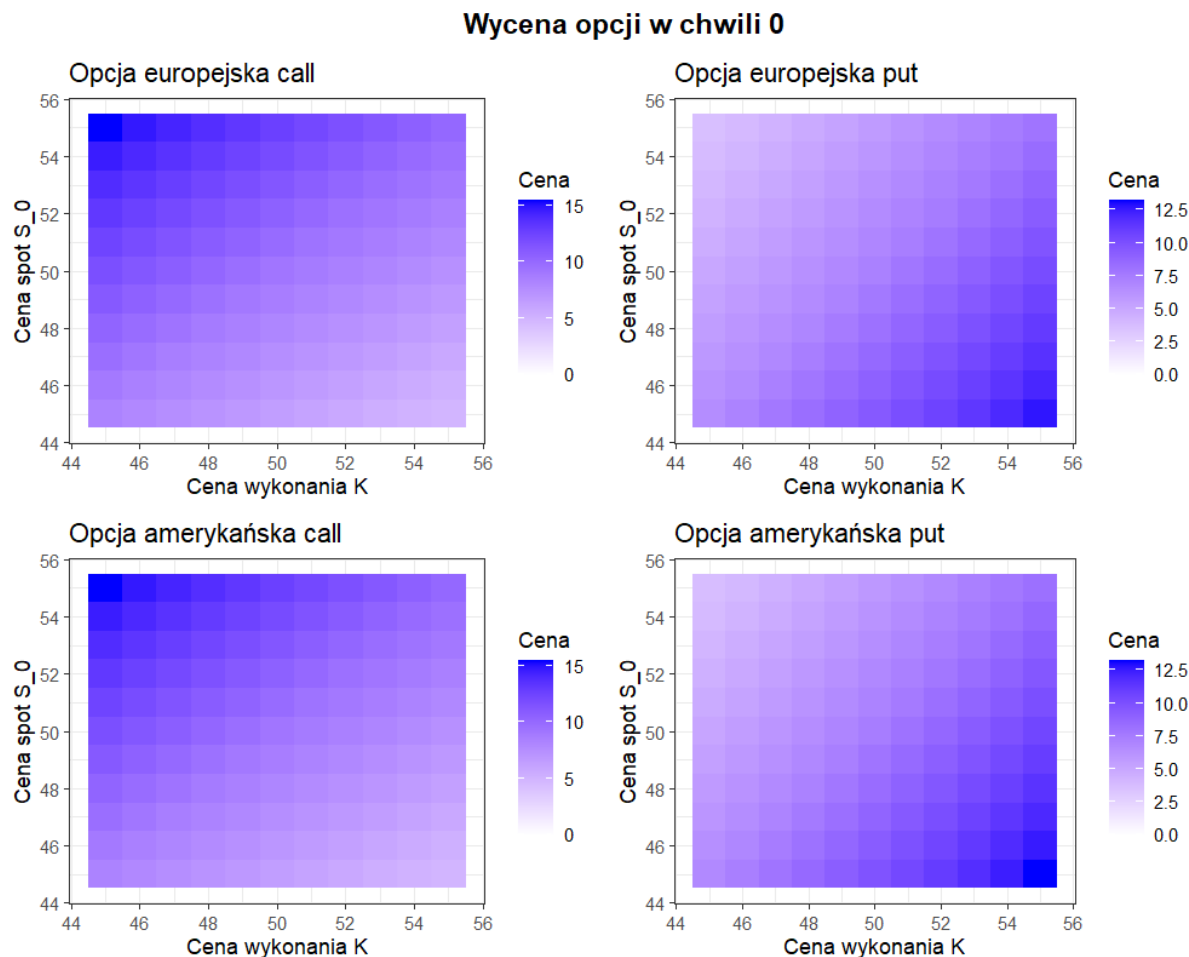 Wycena opcji w chwili 0
Opcja europejska call
56
54
52
50
48
46
44
Cena spot S_0
44 46 48 50 52 54 56
Cena wykonania K
Cena
15
10
5
0
Opcja europejska put
56
54
52
50
48
46
44
Cena spot S_0
44 46 48 50 52 54 56
Cena wykonania K
Cena
12.5
10.0
7.5
5.0
2.5
0.0
Opcja amerykańska call
56
54
52
50
48
46
44
Cena spot S_0
44 46 48 50 52 54 56
Cena wykonania K
Cena
15
10
5
0
Opcja amerykańska put
56
54
52
50
48
46
44
Cena spot S_0
44 46 48 50 52 54 56
Cena wykonania K
Cena
12.5
10.0
7.5
5.0
2.5
0.0